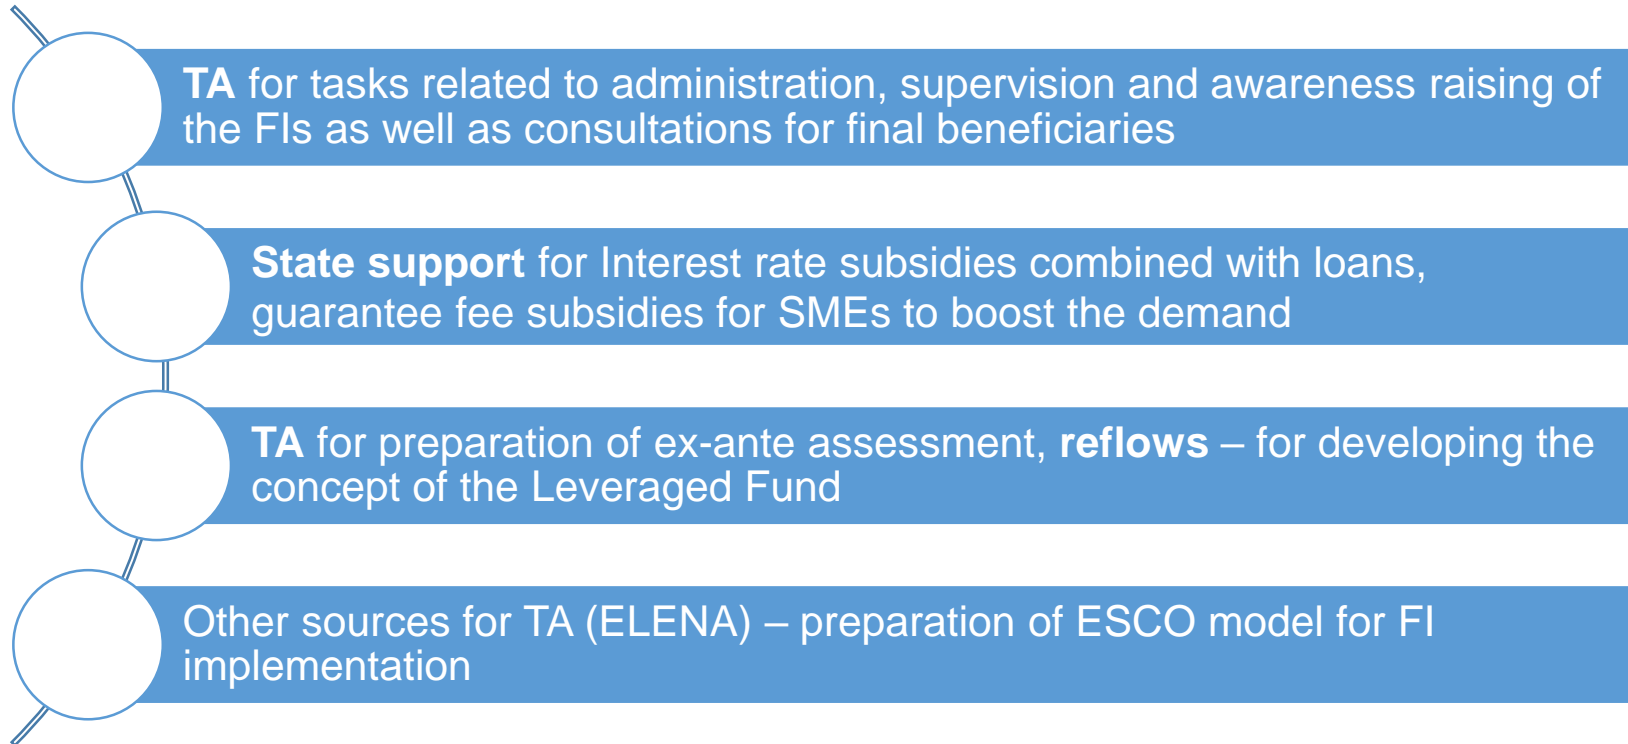 TA for tasks related to administration, supervision and awareness raising of
the FIs as well as consultations for final beneficiaries
State support for Interest rate subsidies combined with loans,
guarantee fee subsidies for SMEs to boost the demand
TA for preparation of ex-ante assessment, reflows – for developing the
concept of the Leveraged Fund
Other sources for TA (ELENA) – preparation of ESCO model for FI
implementation